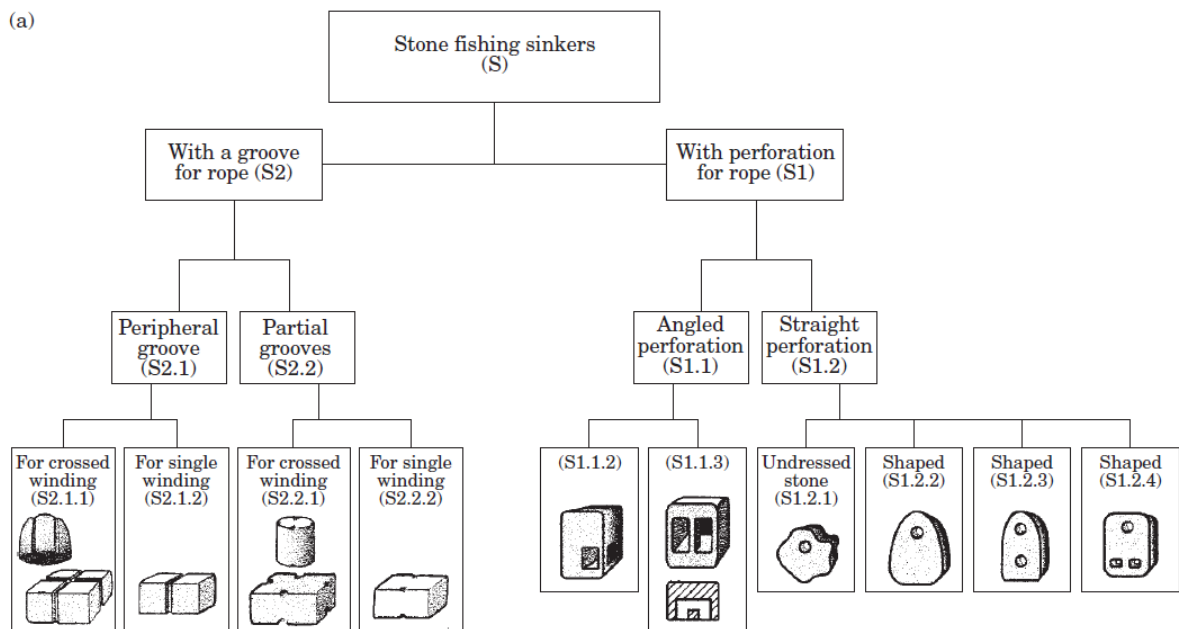 (a)
Stone fishing sinkers
(S)
With a groove
for rope (S2)
With perforation
for rope (S1)
Peripheral
groove
(S2.1)
Partial
grooves
(S2.2)
Angled
perforation
(S1.1)
Straight
perforation
(S1.2)
For crossed
winding
(S2.1.1)
For single
winding
(S2.1.2)
For crossed
winding
(S2.2.1)
For single
winding
(S2.2.2)
(S1.1.2)
(S1.1.3)
Undressed
stone
(S1.2.1)
Shaped
(S1.2.2)
Shaped
(S1.2.3)
Shaped
(S1.2.4)